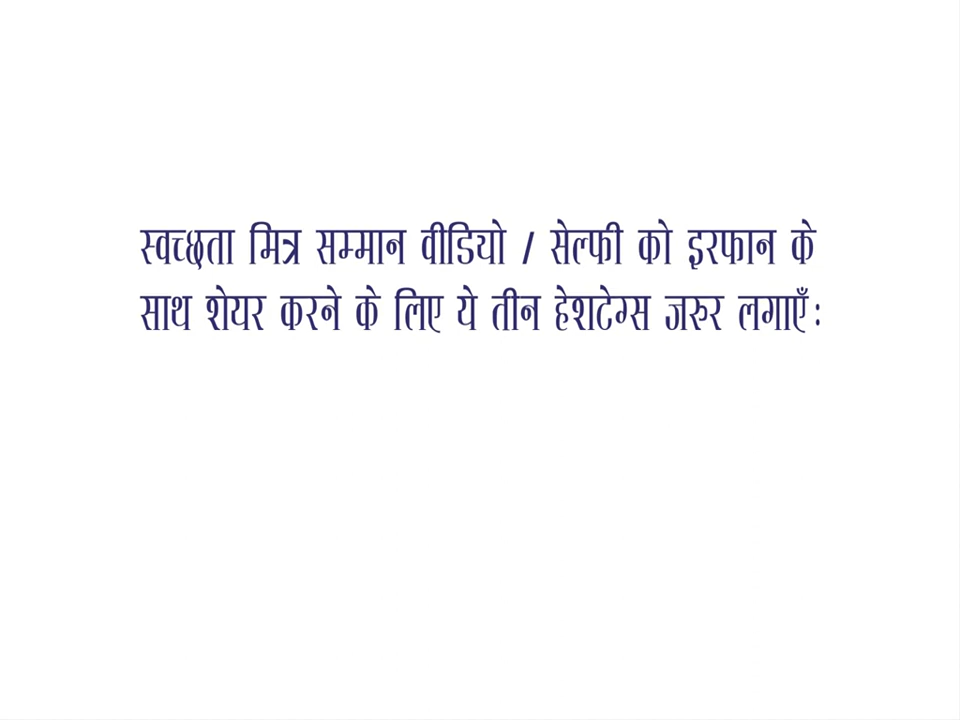 स्वच्छता मित्र सम्मान वीडियो / सेल्फी को इरफान के
साथ शेयर करने के लिए ये तीन हेशटेग्स जरूर लगाएँ: